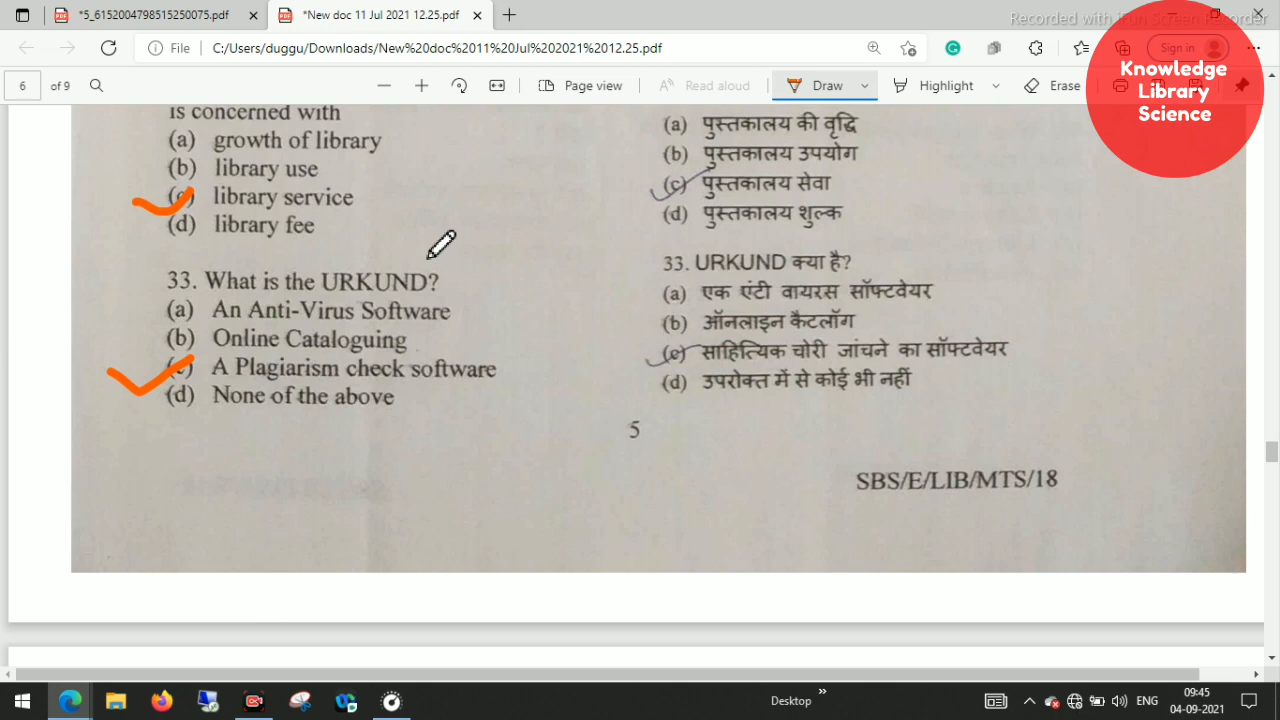 *5_6152004798515250075.pdf
*New doc 11 Jul 2021 12.25.pdf
File
C:/Users/duggu/Downloads/New%20doc%2011%20Jul%202021%2012.25.pdf
Sign in
6
of 9
Page view
Read aloud
Draw
Highlight
Erase
Knowledge
Library
Science
is concerned with
(a) growth of library
(b) library use
(c) library service
(d) library fee
33. What is the URKUND?
(a) An Anti-Virus Software
(b) Online Cataloguing
(c) A Plagiarism check software
(d) None of the above
(a) पुस्तकालय की वृद्धि
(b) पुस्तकालय उपयोग
(c) पुस्तकालय सेवा
(d) पुस्तकालय शुल्क
33. URKUND क्या है?
(a) एक एंटी वायरस सॉफ्टवेयर
(b) ऑनलाइन कैटलॉग
(c) साहित्यिक चोरी जांचने का सॉफ्टवेयर
(d) उपरोक्त में से कोई भी नहीं
5
SBS/E/LIB/MTS/18
Desktop
ENG
09:45
04-09-2021